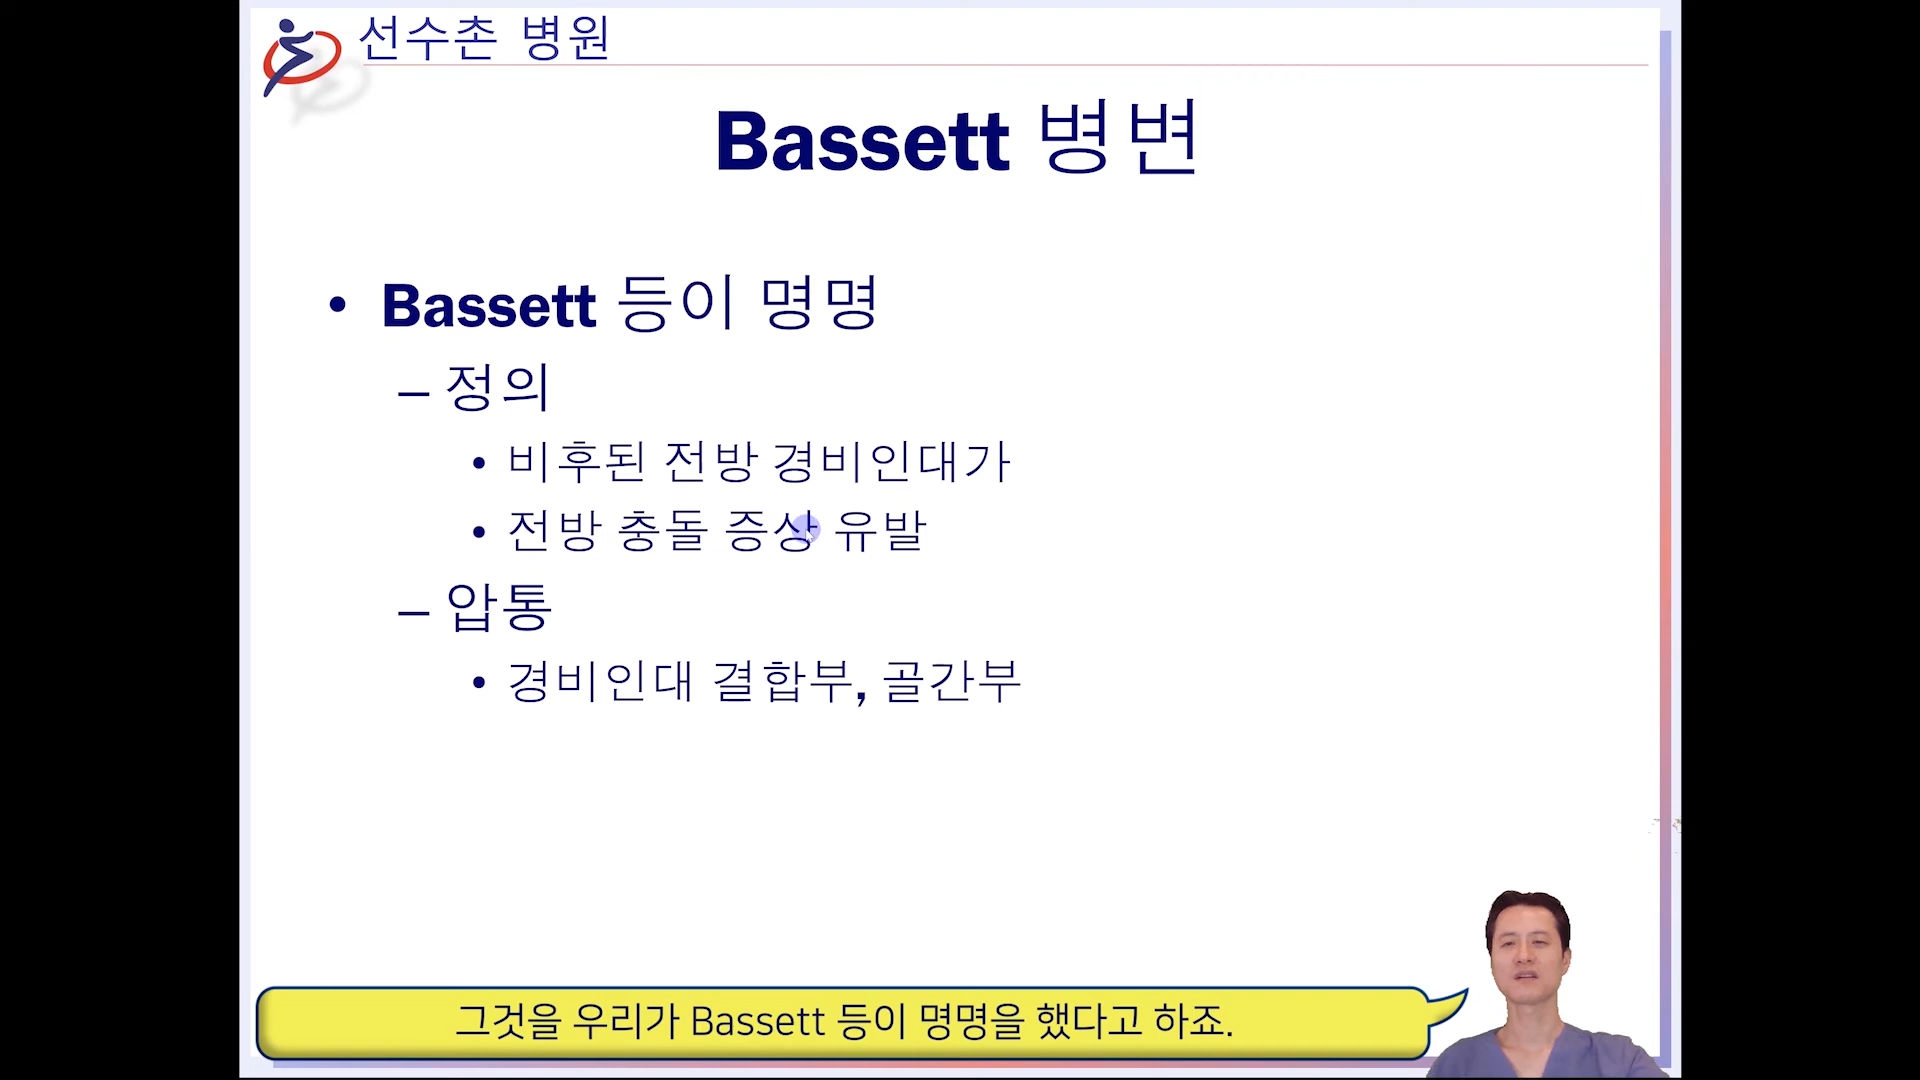 선수촌 병원
Bassett 병변
• Bassett 등이 명명
– 정의
• 비후된 전방 경비인대가
• 전방 충돌 증상 유발
– 압통
• 경비인대 결합부, 골간부
그것을 우리가 Bassett 등이 명명을 했다고 하죠.